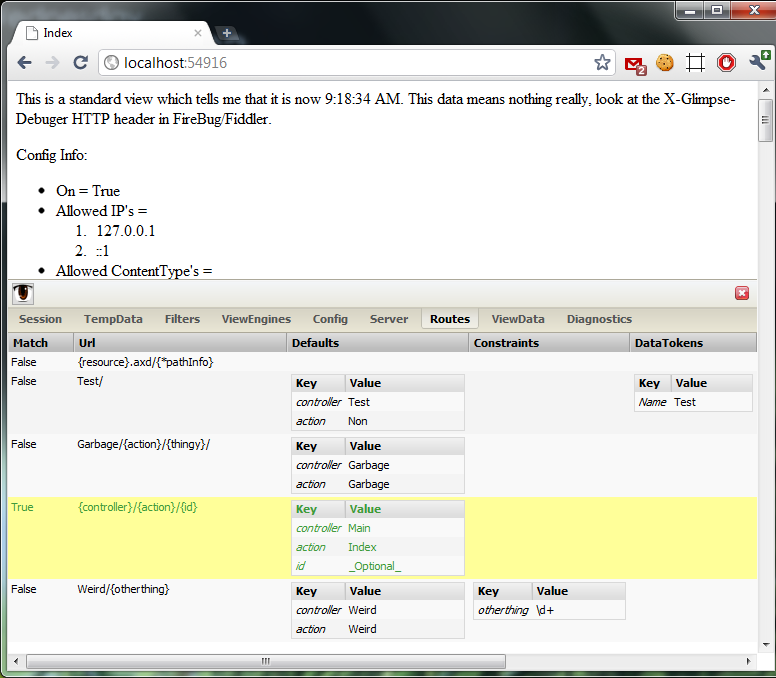 Index
localhost:54916
2
This is a standard view which tells me that it is now 9:18:34 AM. This data means nothing really, look at the X-Glimpse-
Debuger HTTP header in FireBug/Fiddler.
Config Info:
• On = True
• Allowed IP's =
1. 127.0.0.1
2. ::1
• Allowed ContentType's =
Session TempData Filters ViewEngines Config Server Routes ViewData Diagnostics
Match Url Defaults Constraints DataTokens
False {resource}.axd/{*pathInfo}
False Test/ Key Value Key Value
controller Test Name Test
action Non
False Garbage/{action}/{thingy}/ Key Value
controller Garbage
action Garbage
True {controller}/{action}/{id} Key Value
controller Main
action Index
id _Optional_
False Weird/{otherthing} Key Value Key Value
controller Weird otherthing \d+
action Weird